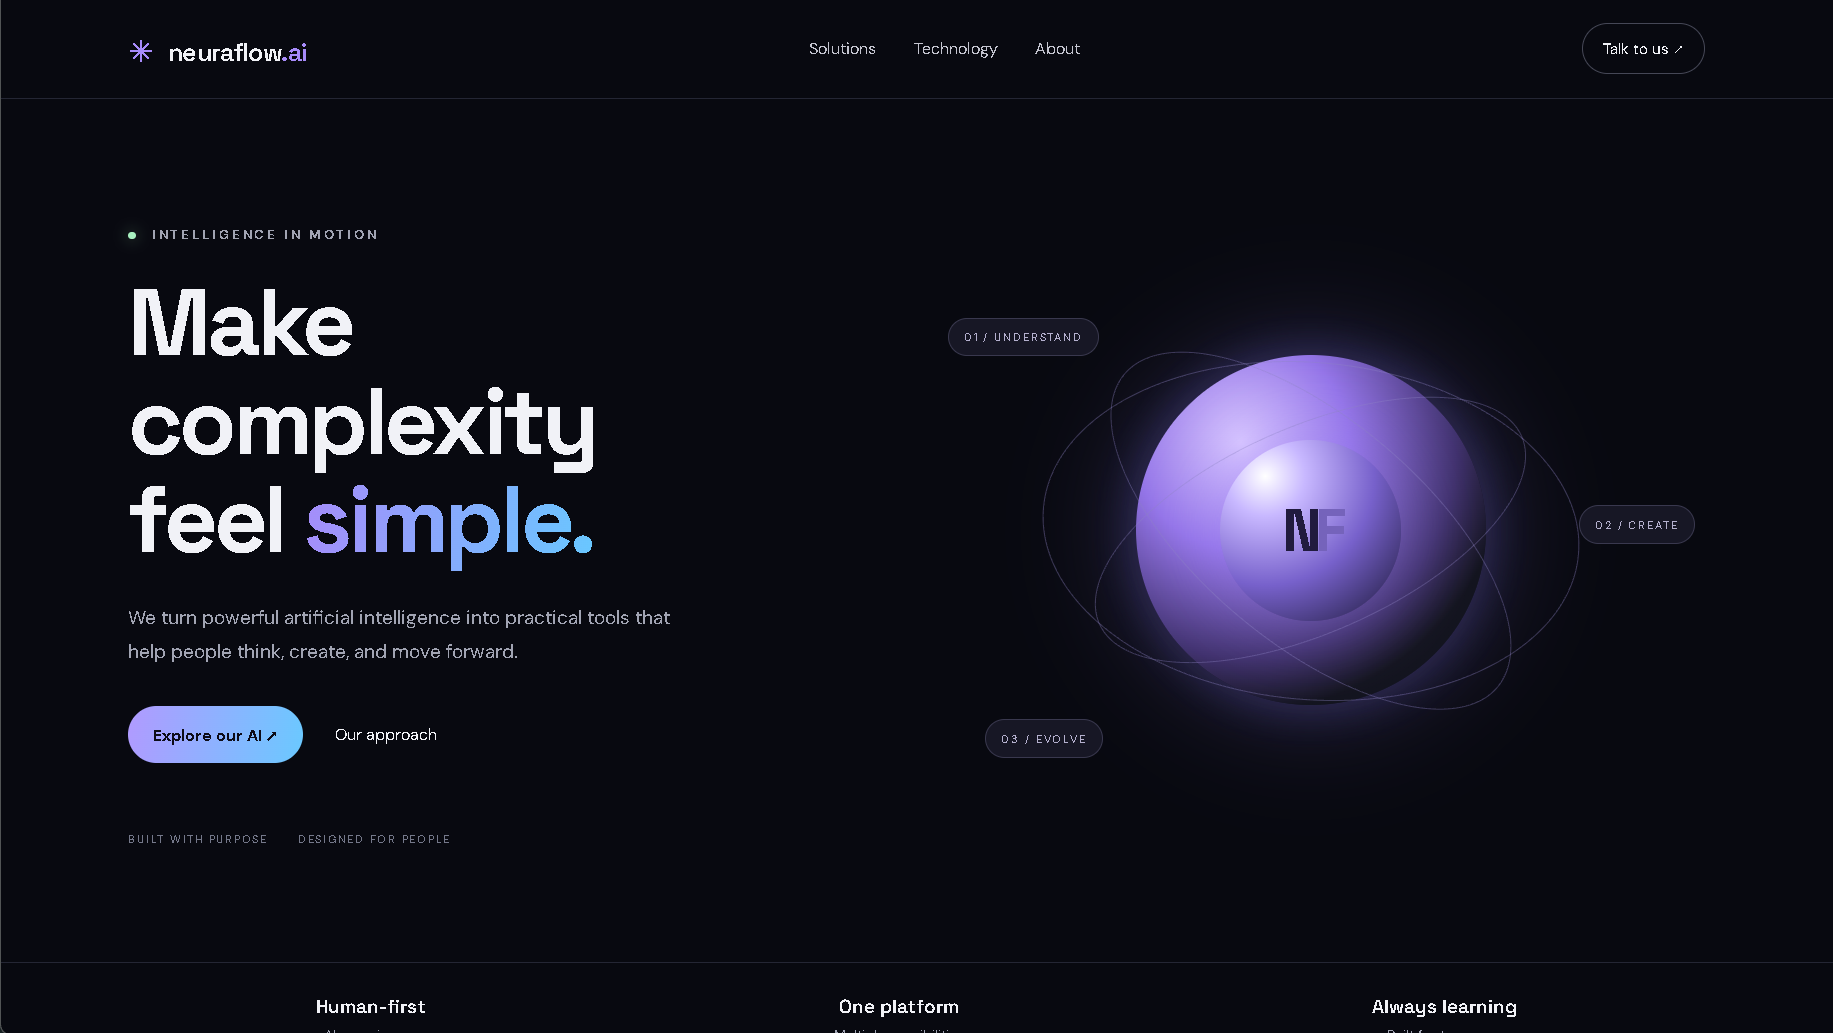 neuraflow.ai
Solutions
Technology
About
Talk to us ↗
INTELLIGENCE IN MOTION
Make
complexity
feel simple.
We turn powerful artificial intelligence into practical tools that
help people think, create, and move forward.
Explore our AI ↗
Our approach
BUILT WITH PURPOSE
DESIGNED FOR PEOPLE
01 / UNDERSTAND
NF
02 / CREATE
03 / EVOLVE
Human-first
One platform
Always learning